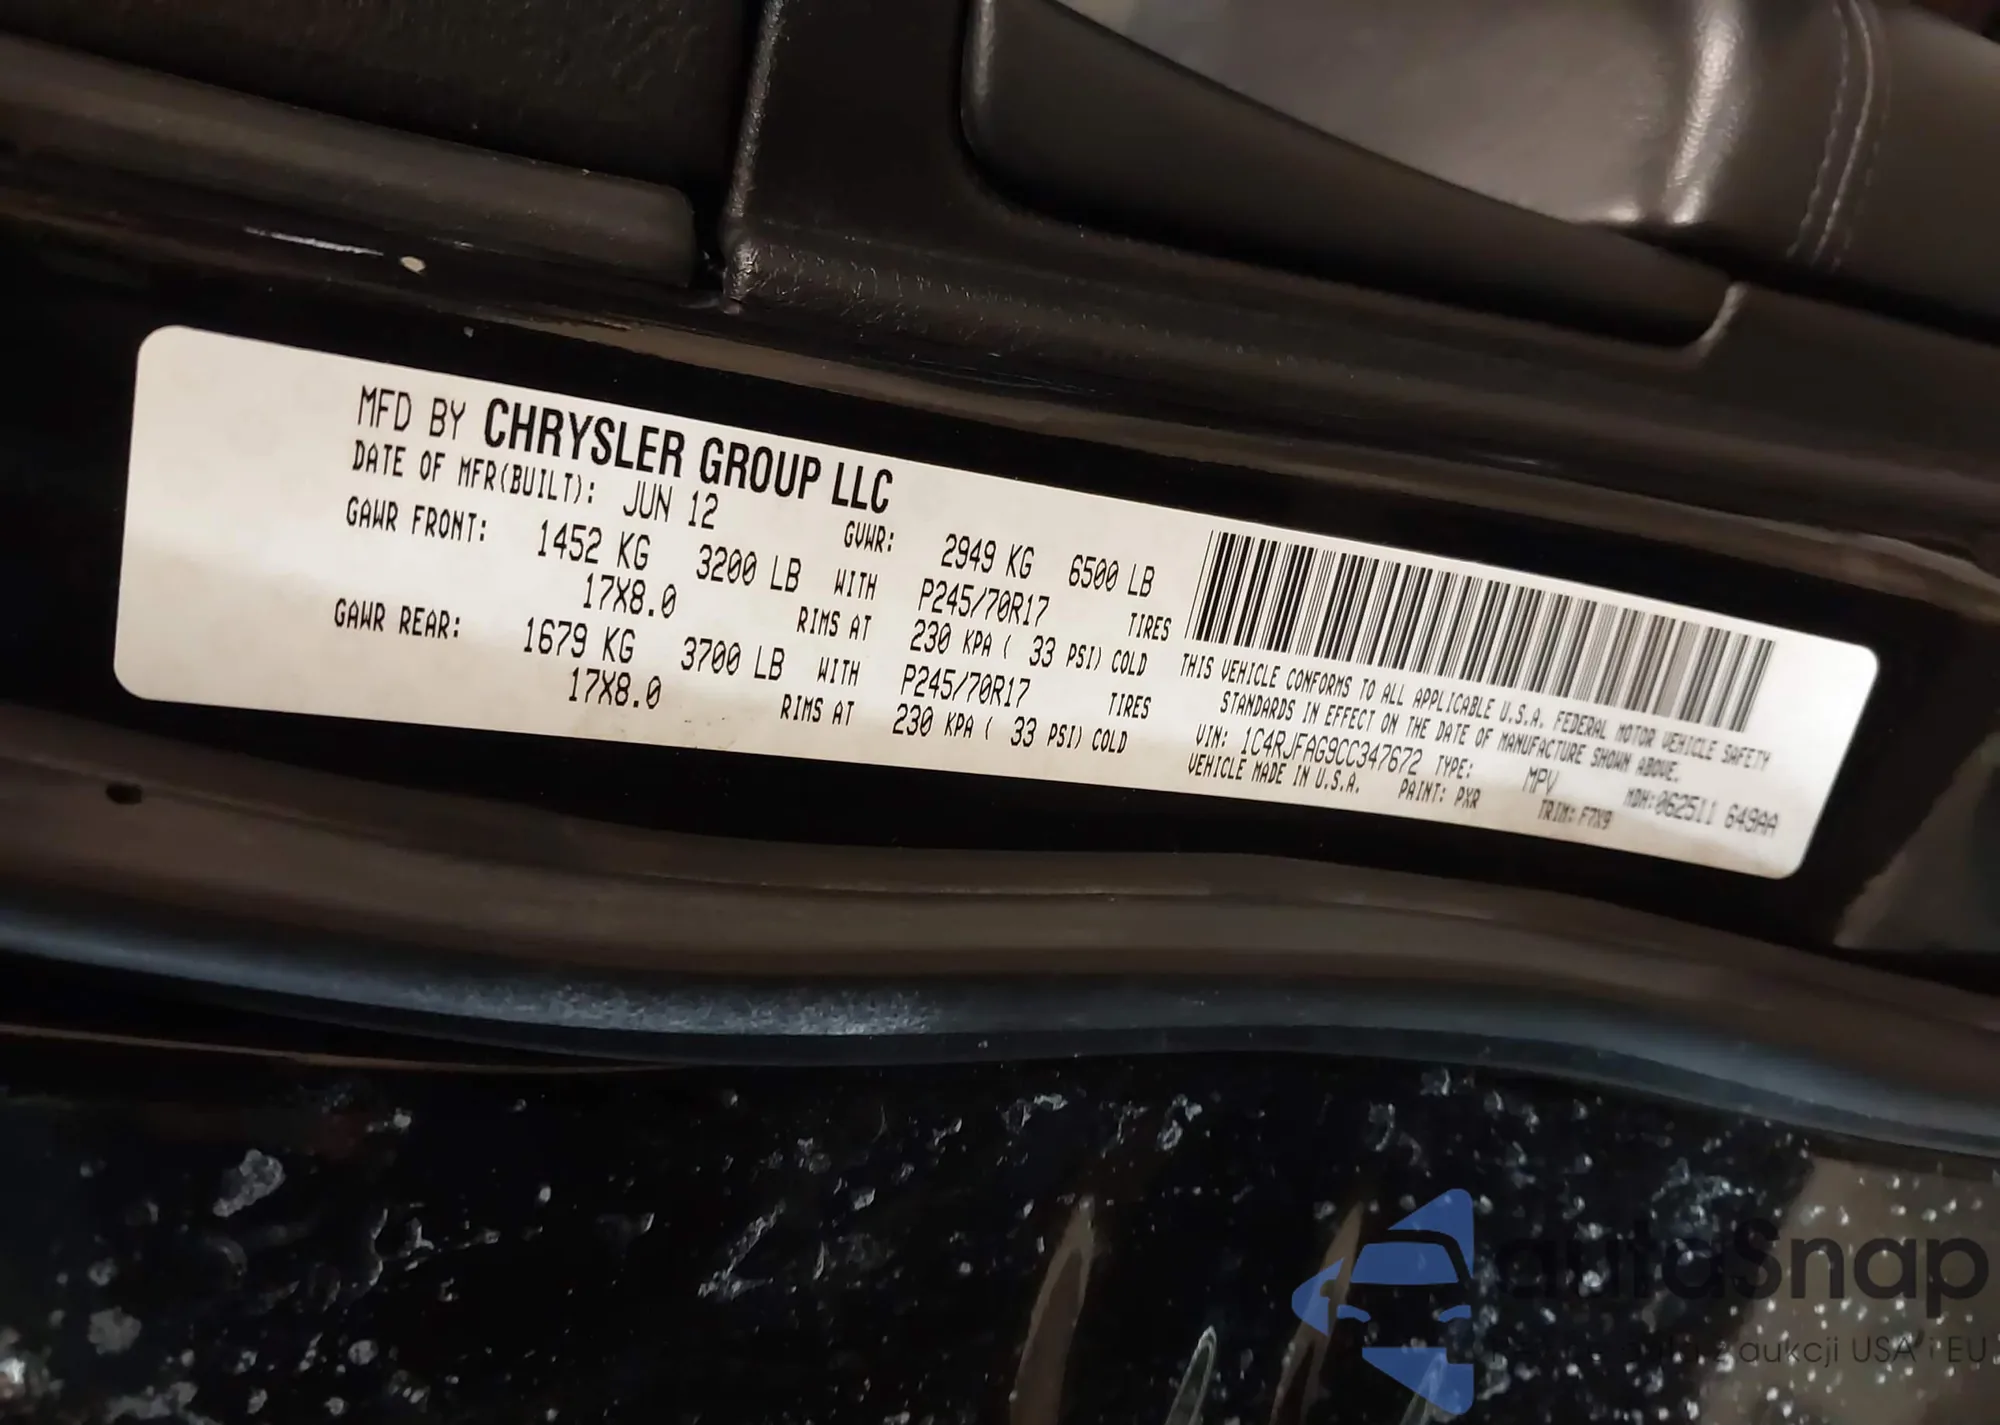 MFD BY CHRYSLER GROUP LLC
DATE OF MFR(BUILT): JUN 12 GVWR: 2949 KG 6500 LB
GAWR FRONT: 1452 KG 3200 LB WITH P245/70R17 TIRES
17X8.0 RIMS AT 230 KPA ( 33 PSI) COLD
GAWR REAR: 1679 KG 3700 LB WITH P245/70R17 TIRES
17X8.0 RIMS AT 230 KPA ( 33 PSI) COLD
THIS VEHICLE CONFORMS TO ALL APPLICABLE U.S.A. FEDERAL MOTOR VEHICLE SAFETY
STANDARDS IN EFFECT ON THE DATE OF MANUFACTURE SHOWN ABOVE.
VIN: 1C4RJFAG9CC347672 TYPE: MPV MDH:062511 649AA
VEHICLE MADE IN U.S.A. PAINT: PXR TRIM: F7X9
autoSnap
auta z aukcji USA i EU